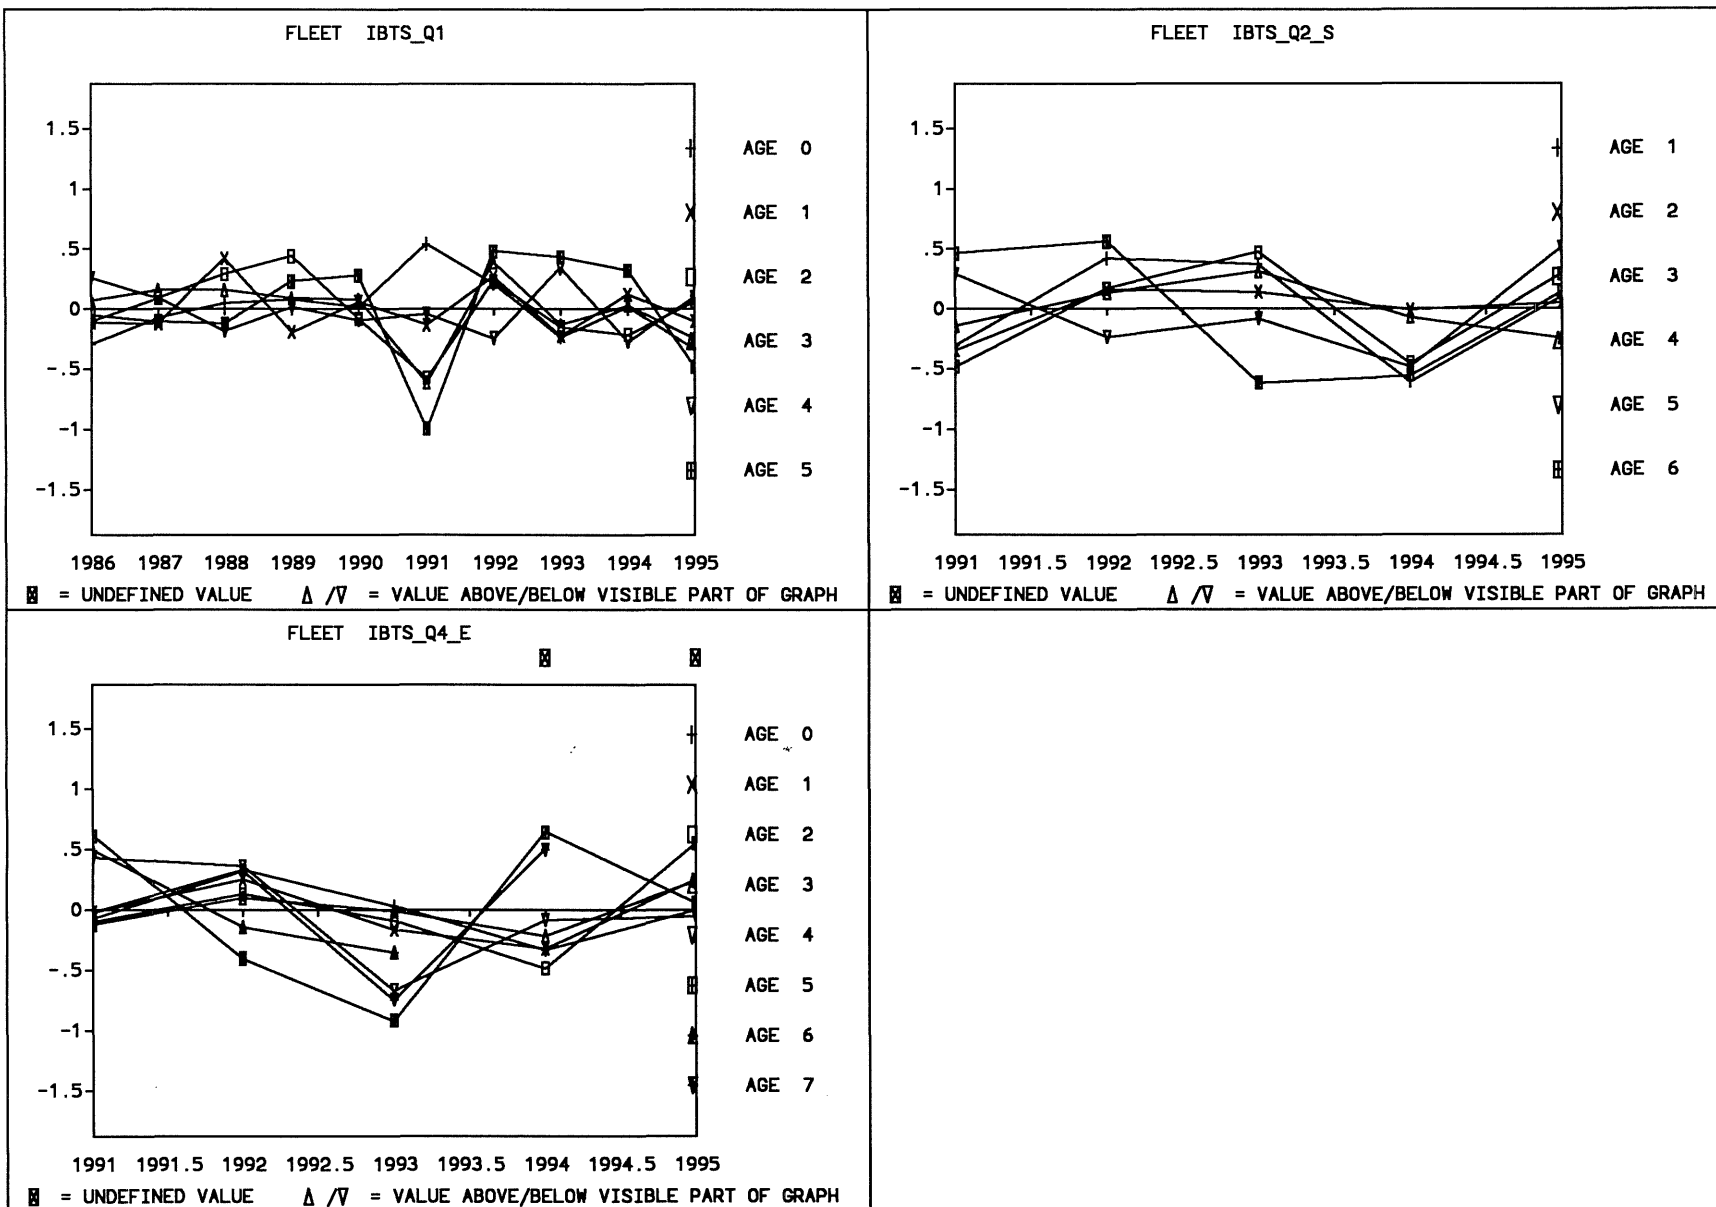 FLEET IBTS_Q1
1.5
1
.5
0
-.5
-1
-1.5
AGE 0
AGE 1
AGE 2
AGE 3
AGE 4
AGE 5
1986 1987 1988 1989 1990 1991 1992 1993 1994 1995
= UNDEFINED VALUE Δ /∇ = VALUE ABOVE/BELOW VISIBLE PART OF GRAPH
FLEET IBTS_Q2_S
1.5
1
.5
0
-.5
-1
-1.5
AGE 1
AGE 2
AGE 3
AGE 4
AGE 5
AGE 6
1991 1991.5 1992 1992.5 1993 1993.5 1994 1994.5 1995
= UNDEFINED VALUE Δ /∇ = VALUE ABOVE/BELOW VISIBLE PART OF GRAPH
FLEET IBTS_Q4_E
1.5
1
.5
0
-.5
-1
-1.5
AGE 0
AGE 1
AGE 2
AGE 3
AGE 4
AGE 5
AGE 6
AGE 7
1991 1991.5 1992 1992.5 1993 1993.5 1994 1994.5 1995
= UNDEFINED VALUE Δ /∇ = VALUE ABOVE/BELOW VISIBLE PART OF GRAPH